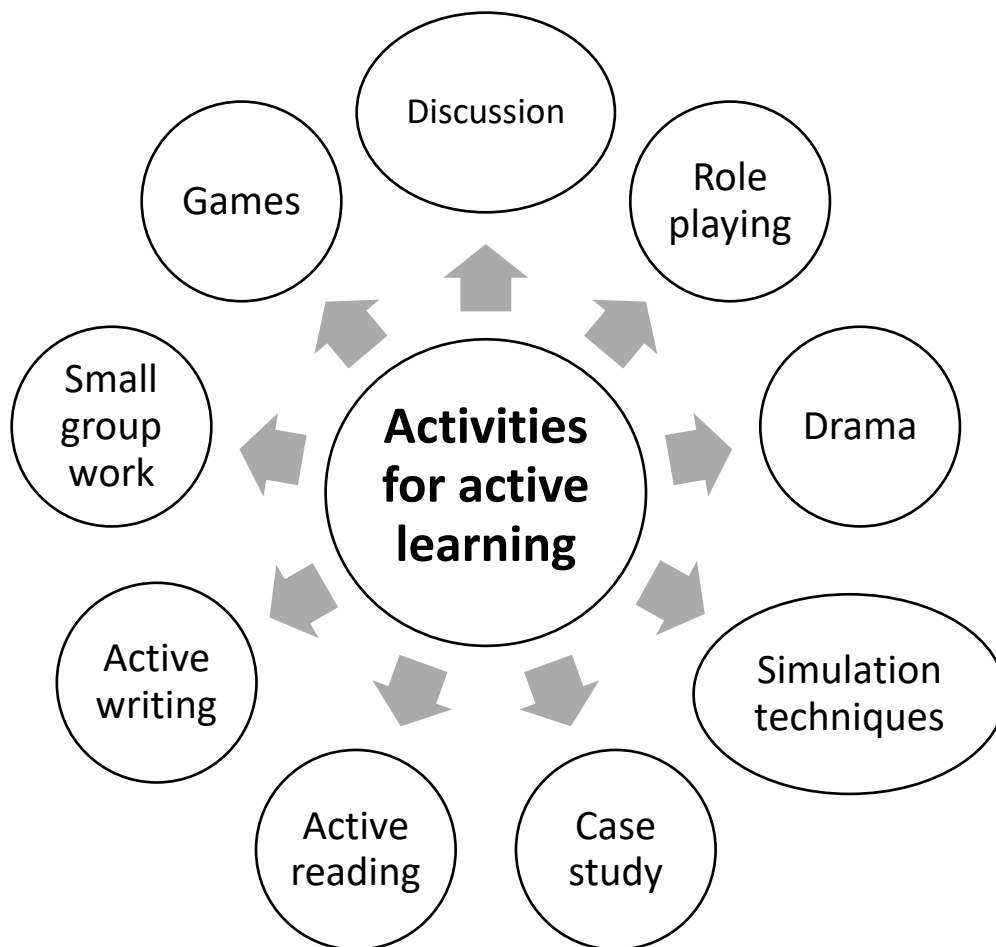 Discussion
Role
playing
Drama
Simulation
techniques
Case
study
Active
reading
Active
writing
Small
group
work
Games
Activities
for active
learning